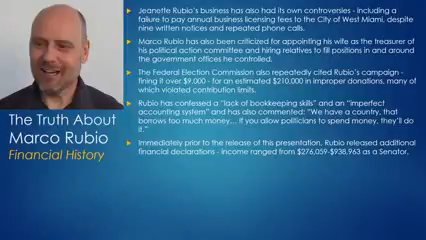 • Jeanette Rubio's business has also had its own controversies - including a
failure to pay annual business licensing fees to the City of West Miami, despite
nine written notices and repeated phone calls.
• Marco Rubio has also been criticized for appointing his wife as the treasurer of
his political action committee and hiring relatives to fill positions in and around
the government offices he controlled.
• The Federal Election Commission also repeatedly cited Rubio's campaign -
fining it over $9,000 - for an estimated $210,000 in improper donations, many of
which violated contribution limits.
• Rubio has confessed a "lack of bookkeeping skills" and an "imperfect
accounting system" and has also commented: "We have a country, that
borrows too much money… If you allow politicians to spend money, they'll do
it."
• Immediately prior to the release of this presentation, Rubio released additional
financial declarations - income ranged from $276,059-$938,963 as a Senator.
The Truth About
Marco Rubio
Financial History